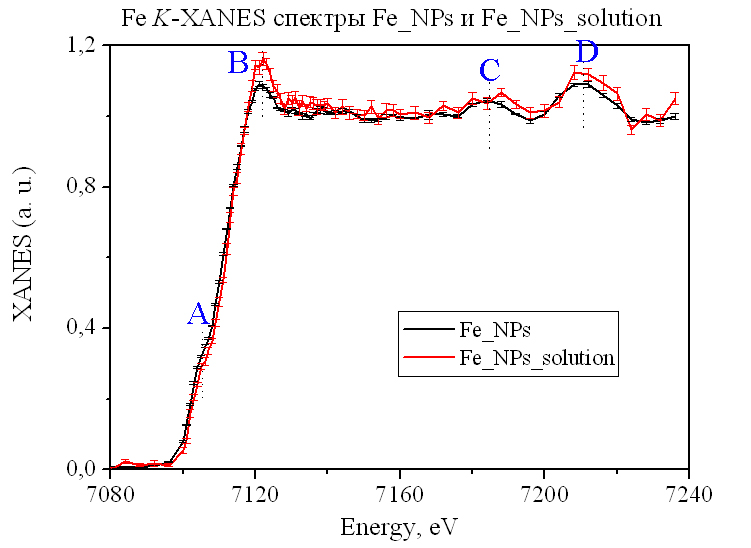 Fe K-XANES спектры Fe_NPs и Fe_NPs_solution
XANES (a. u.)
1,2
0,8
0,4
0,0
A
B
C
D
Fe_NPs
Fe_NPs_solution
7080
7120
7160
7200
7240
Energy, eV